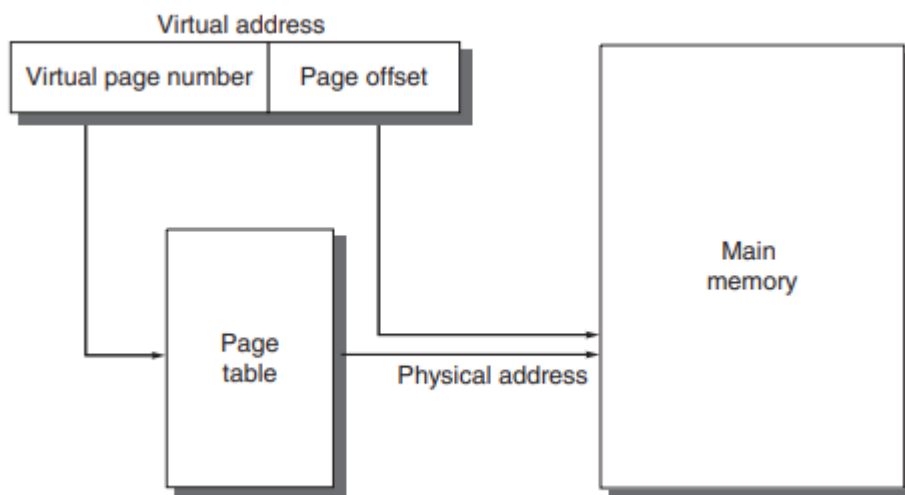 Virtual address
Virtual page number
Page offset
Main
memory
Page
table
Physical address